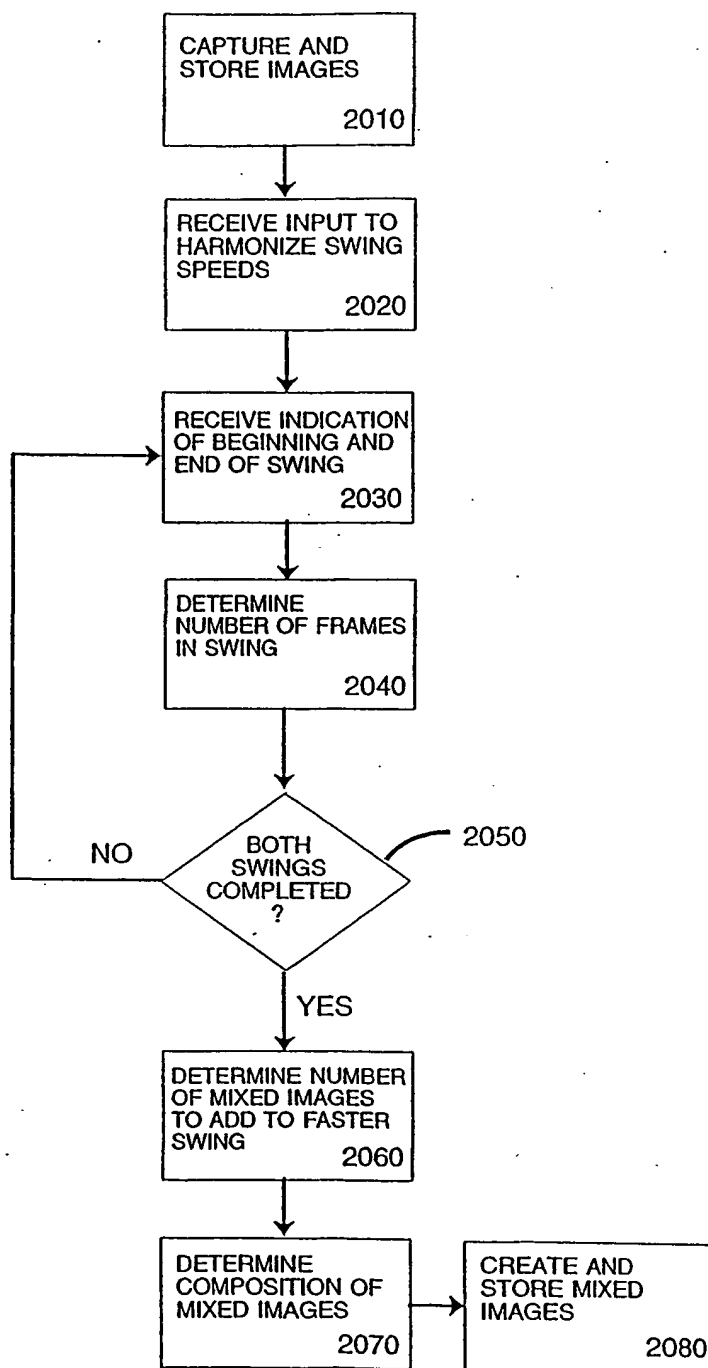 CAPTURE AND
STORE IMAGES
2010
RECEIVE INPUT TO
HARMONIZE SWING
SPEEDS
2020
RECEIVE INDICATION
OF BEGINNING AND
END OF SWING
2030
DETERMINE
NUMBER OF FRAMES
IN SWING
2040
BOTH
SWINGS
COMPLETED
?
2050
NO
YES
DETERMINE NUMBER
OF MIXED IMAGES
TO ADD TO FASTER
SWING
2060
DETERMINE
COMPOSITION OF
MIXED IMAGES
2070
CREATE AND
STORE MIXED
IMAGES
2080